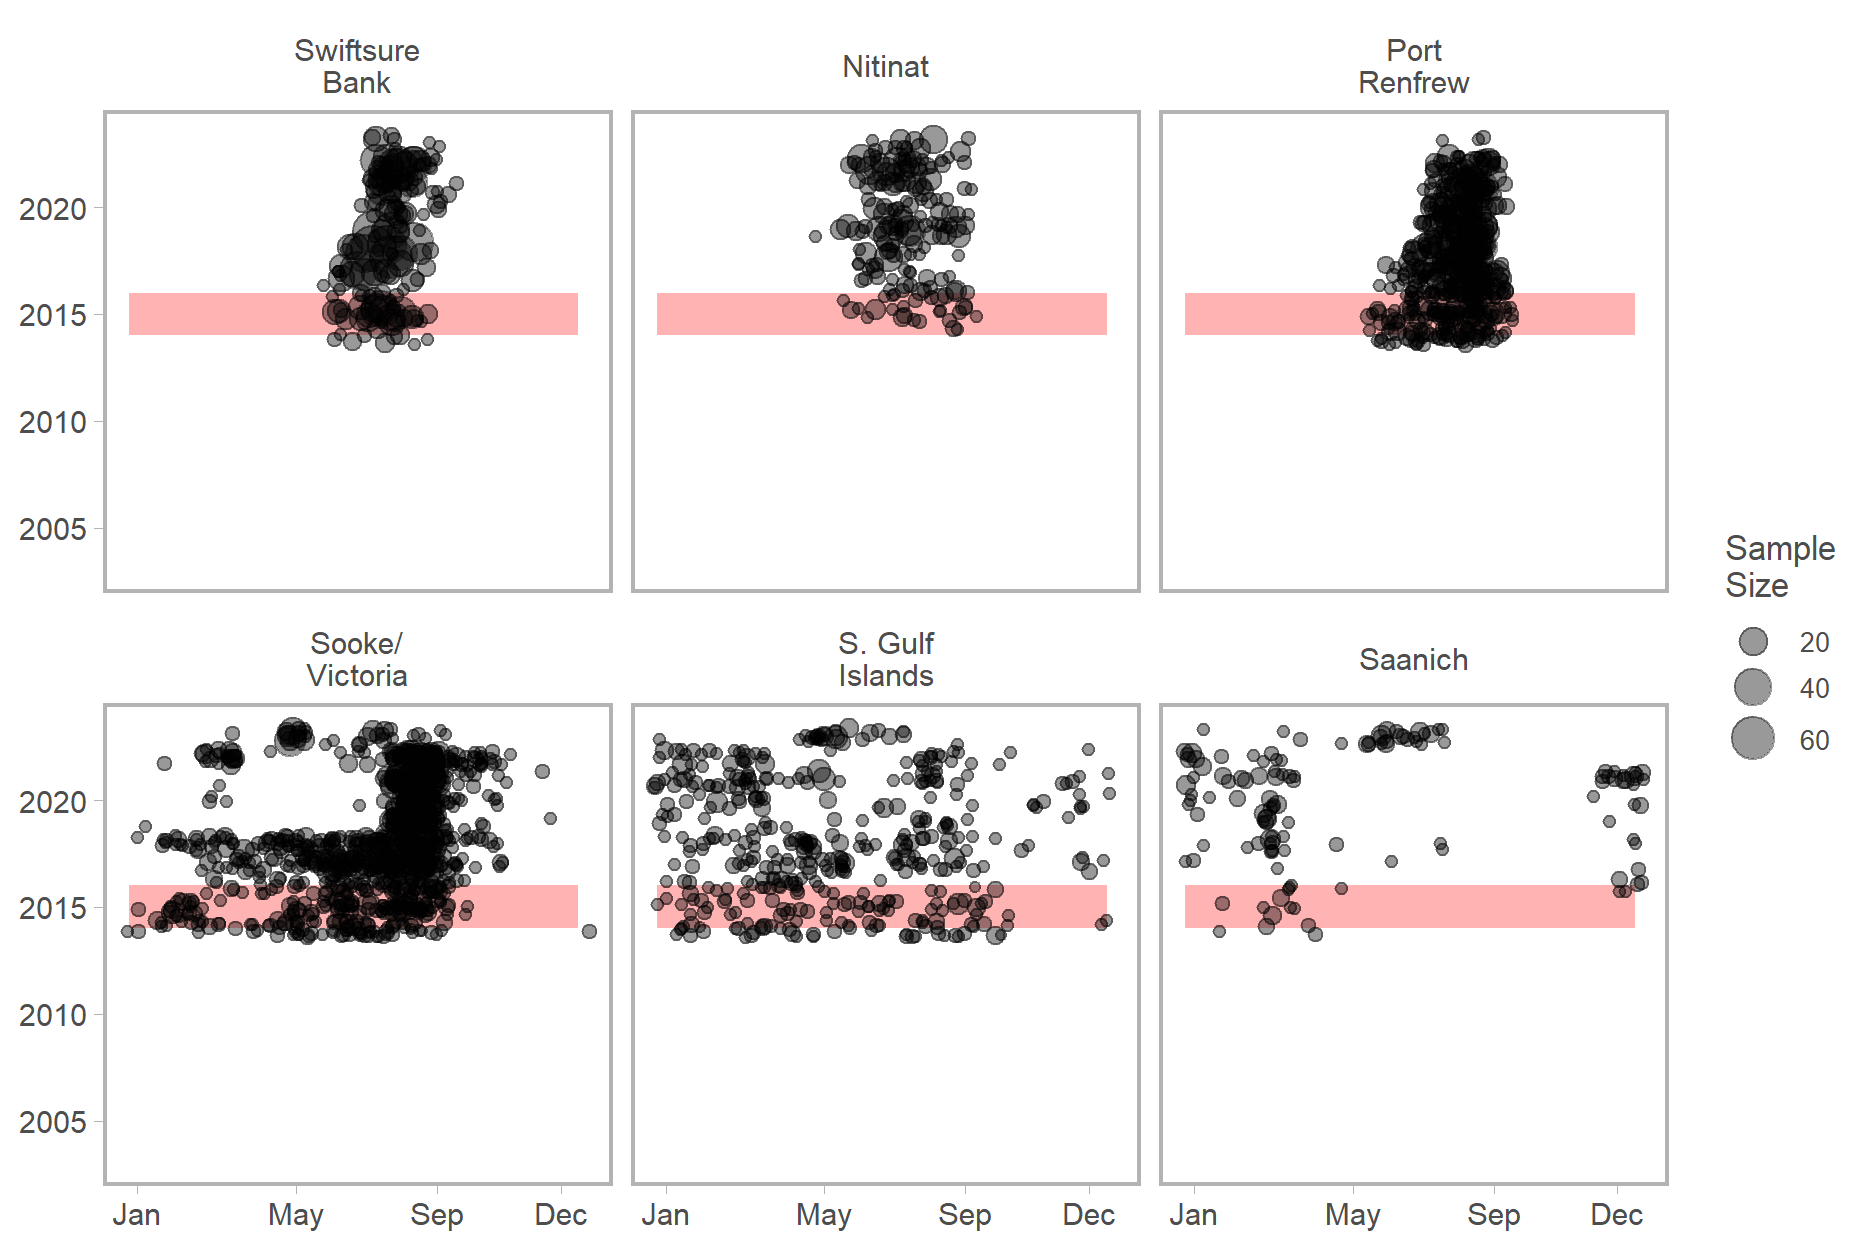 Swiftsure
Bank
Nitinat
Port
Renfrew
2020
2015
2010
2005
Sooke/
Victoria
S. Gulf
Islands
Saanich
2020
2015
2010
2005
Jan May Sep Dec
Jan May Sep Dec
Jan May Sep Dec
Sample
Size
20
40
60